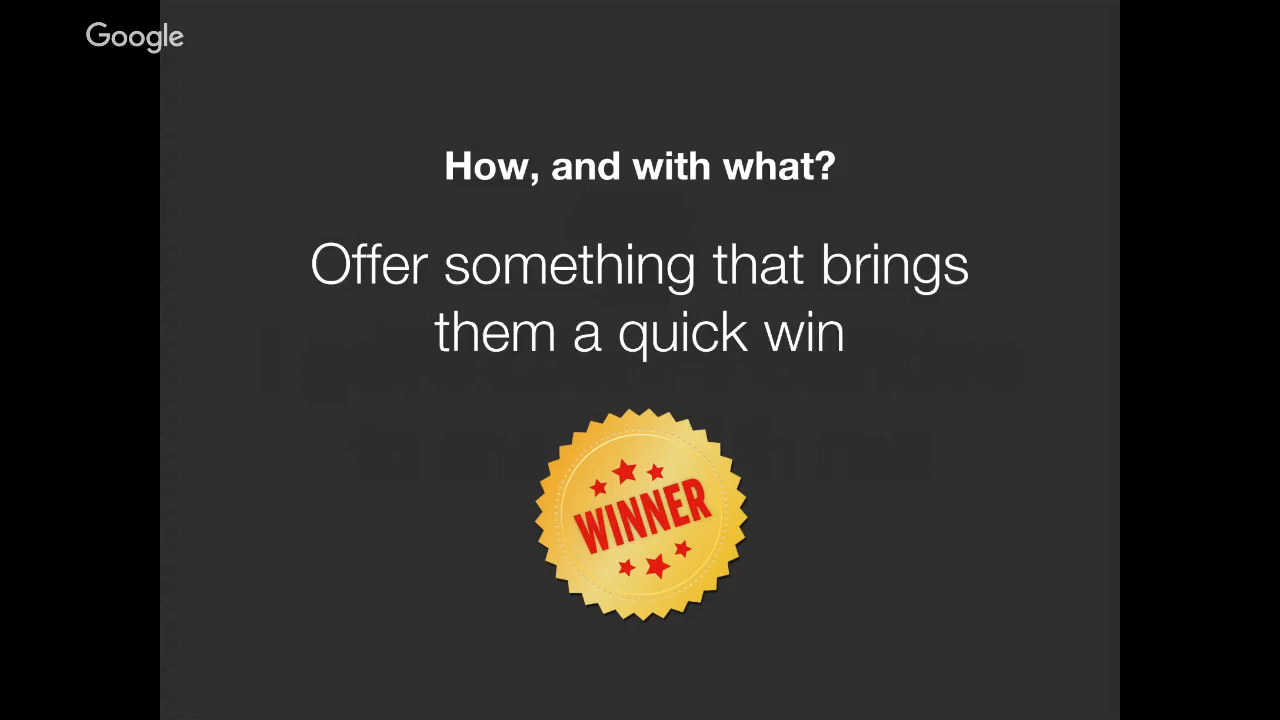 Google
How, and with what?
Offer something that brings
them a quick win
WINNER